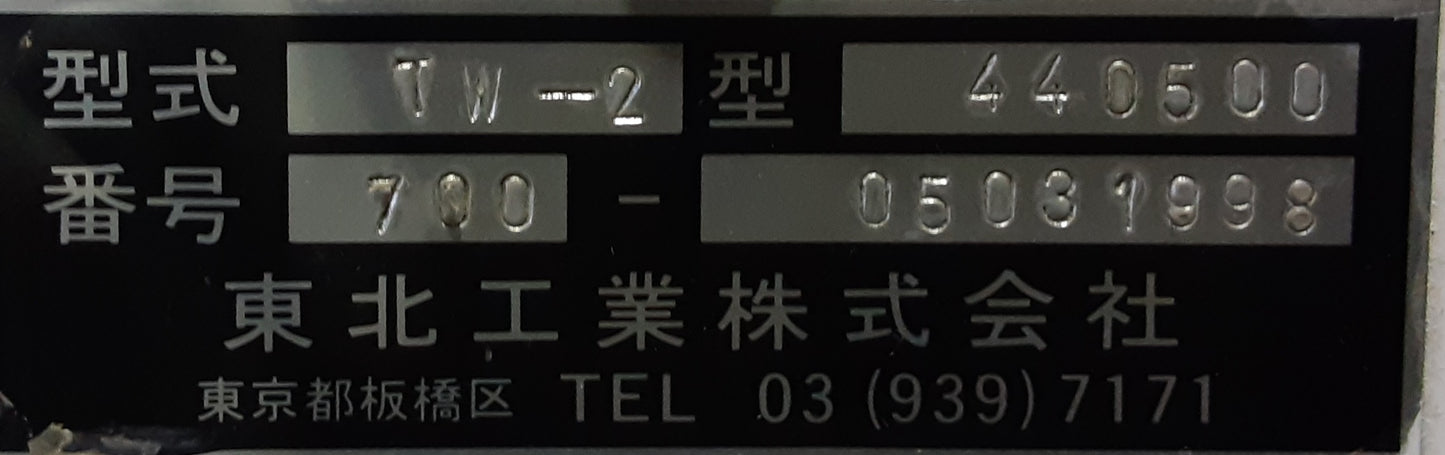 型式 TW-2 型 440500
番号 700 - 05031998
東北工業株式会社
東京都板橋区 TEL 03 (939) 7171